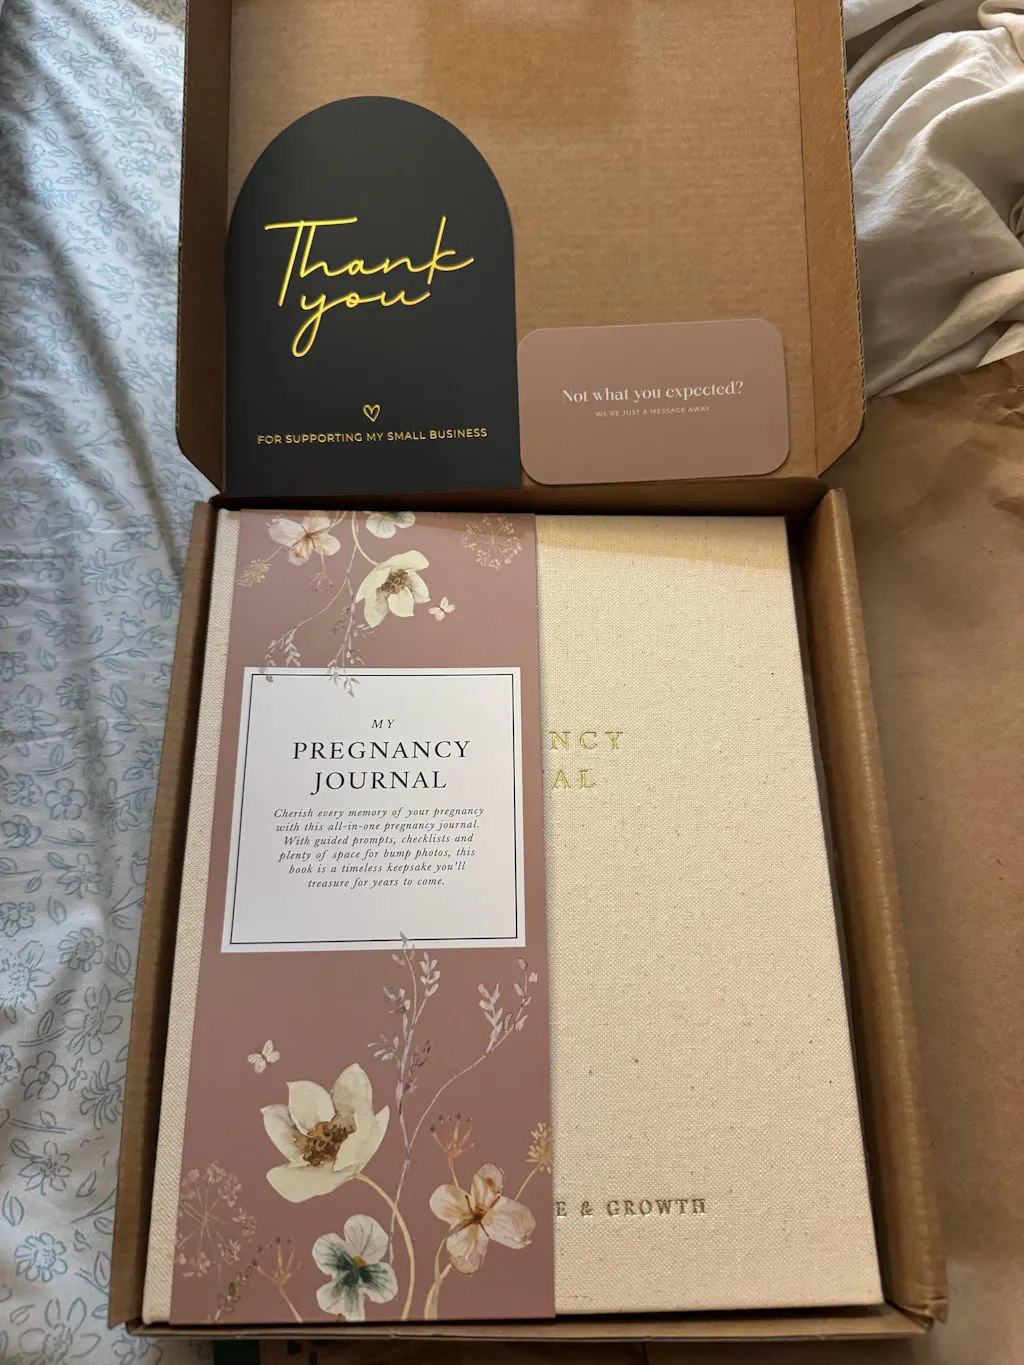 Thank
you
FOR SUPPORTING MY SMALL BUSINESS
Not what you expected?
WE'RE JUST A MESSAGE AWAY
MY
PREGNANCY
JOURNAL
Cherish every memory of your pregnancy
with this all-in-one pregnancy journal.
With guided prompts, checklists and
plenty of space for bump photos, this
book is a timeless keepsake you'll
treasure for years to come.
NCY
AL
E & GROWTH